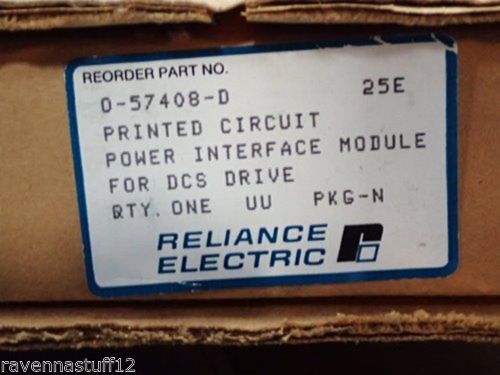 REORDER PART NO.
0-57408-D 25E
PRINTED CIRCUIT
POWER INTERFACE MODULE
FOR DCS DRIVE
QTY. ONE UU PKG-N
RELIANCE
ELECTRIC
ravennastuff12